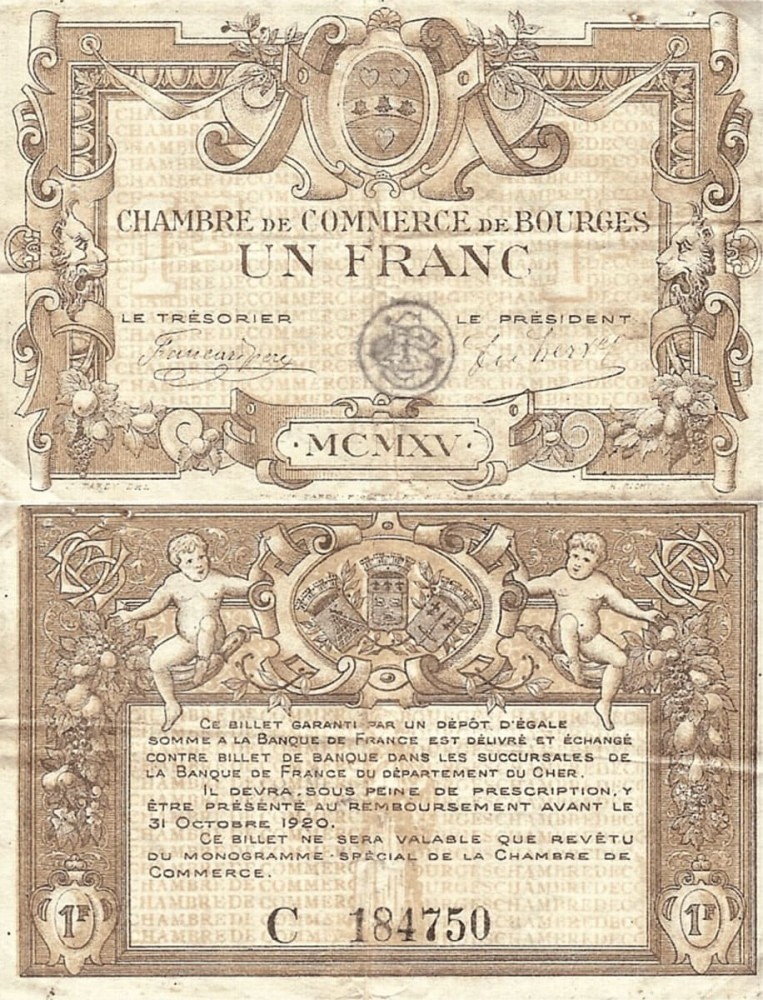 CHAMBRE DE COMMERCE DE BOURGES
UN FRANC
LE TRÉSORIER
LE PRÉSIDENT
·MCMXV·
TARDY DEL.
CE BILLET GARANTI PAR UN DÉPÔT D'ÉGALE
SOMME A LA BANQUE DE FRANCE EST DÉLIVRÉ ET ÉCHANGÉ
CONTRE BILLET DE BANQUE DANS LES SUCCURSALES DE
LA BANQUE DE FRANCE DU DÉPARTEMENT DU CHER.
IL DEVRA, SOUS PEINE DE PRESCRIPTION, Y
ÊTRE PRÉSENTÉ AU REMBOURSEMENT AVANT LE
31 OCTOBRE 1920.
CE BILLET NE SERA VALABLE QUE REVÊTU
DU MONOGRAMME SPÉCIAL DE LA CHAMBRE DE
COMMERCE.
1F
C 184750
1F